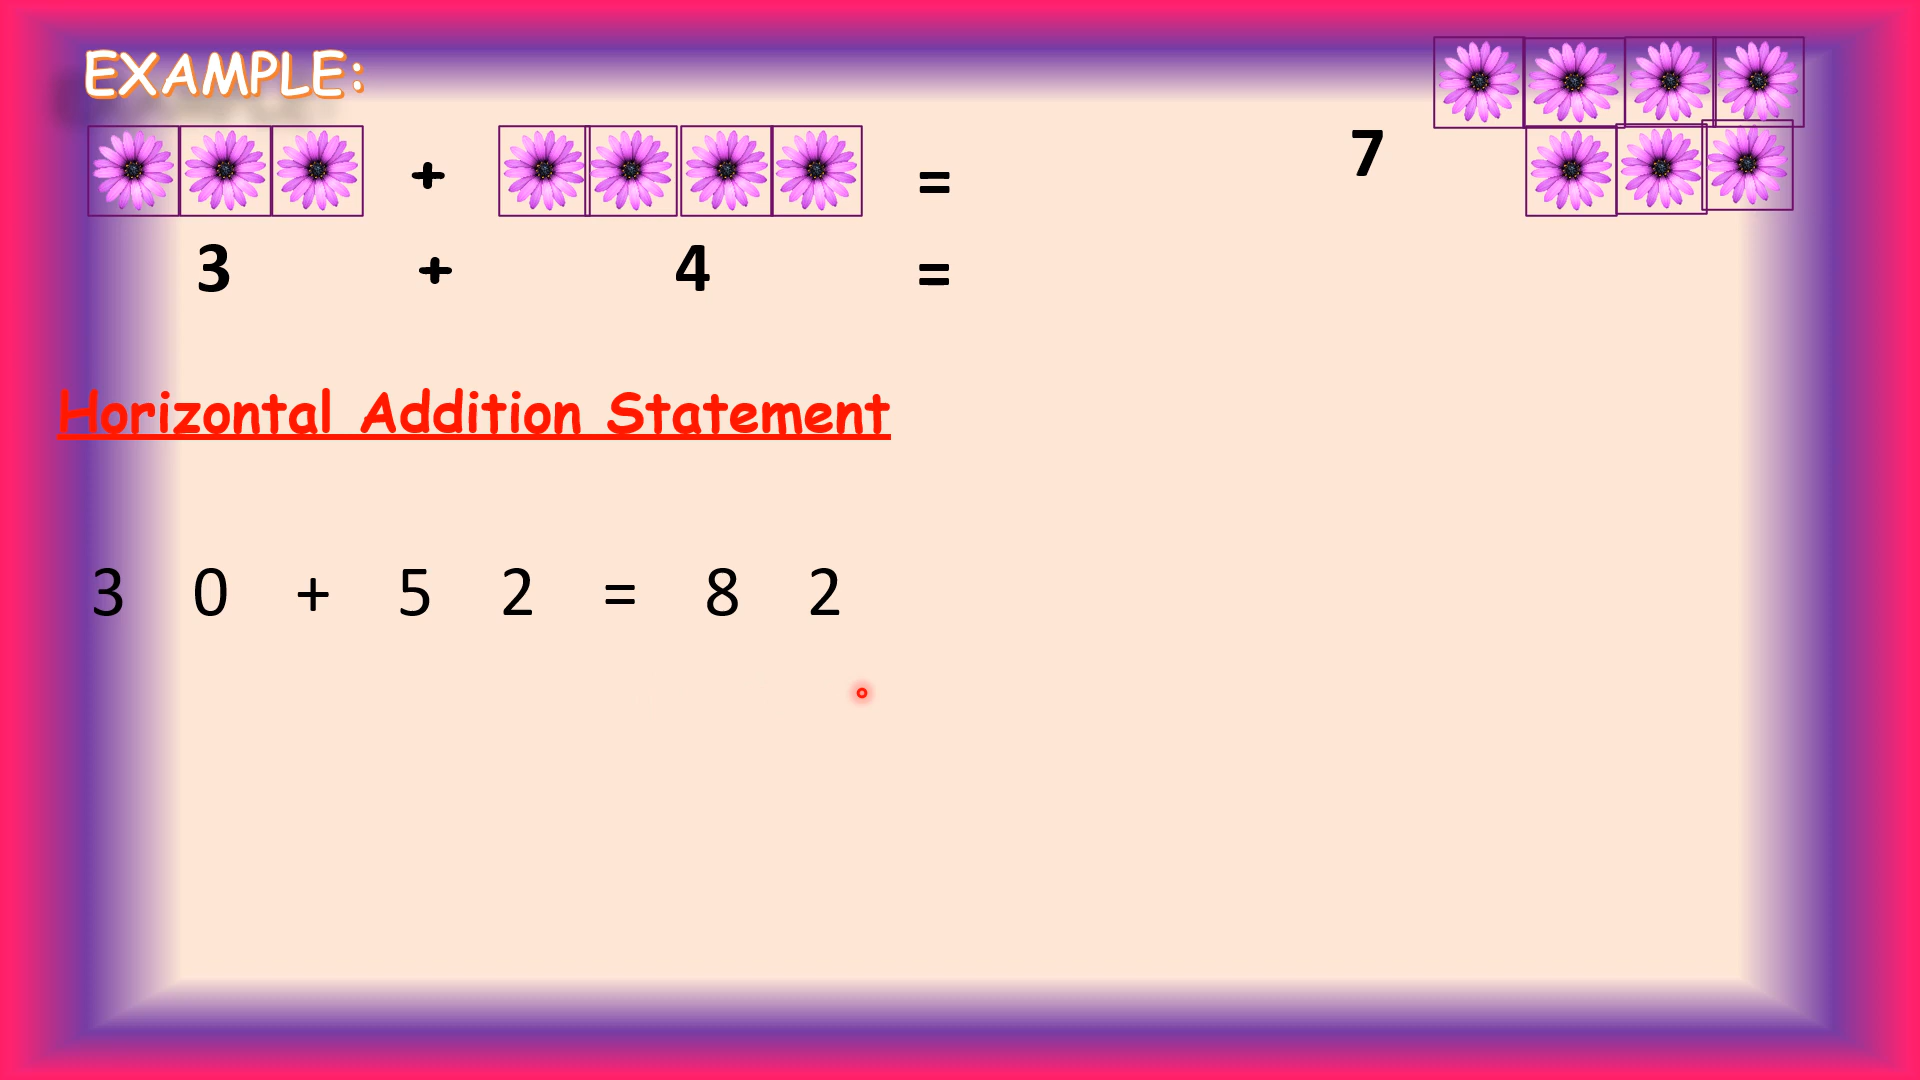 EXAMPLE:
+ = 7
3 + 4 =
Horizontal Addition Statement
3 0 + 5 2 = 8 2